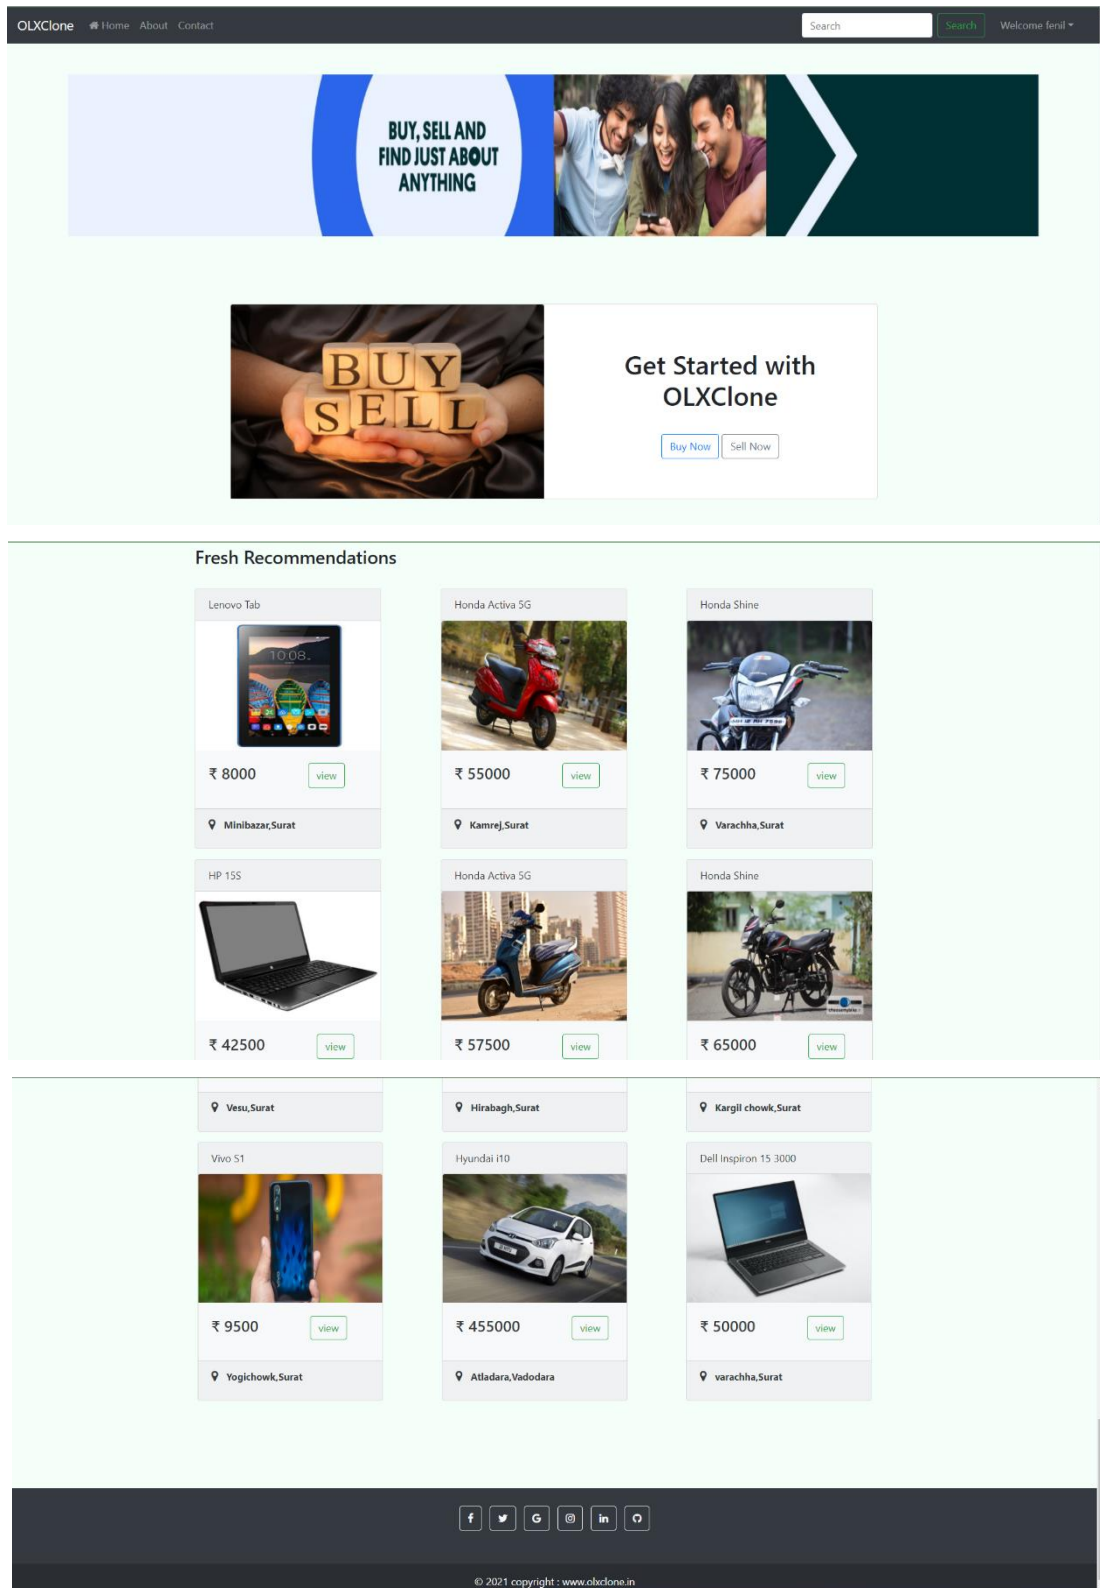 OLXClone Home About Contact Search Search Welcome fenil
BUY, SELL AND
FIND JUST ABOUT
ANYTHING
BUY
SELL
Get Started with
OLXClone
Buy Now Sell Now
Fresh Recommendations
Lenovo Tab Honda Activa 5G Honda Shine
10:08
₹ 8000 view ₹ 55000 view ₹ 75000 view
Minibazar,Surat Kamrej,Surat Varachha,Surat
HP 15S Honda Activa 5G Honda Shine
₹ 42500 view ₹ 57500 view ₹ 65000 view
Vesu,Surat Hirabagh,Surat Kargil chowk,Surat
Vivo S1 Hyundai i10 Dell Inspiron 15 3000
₹ 9500 view ₹ 455000 view ₹ 50000 view
Yogichowk,Surat Atladara,Vadodara varachha,Surat
© 2021 copyright : www.olxclone.in